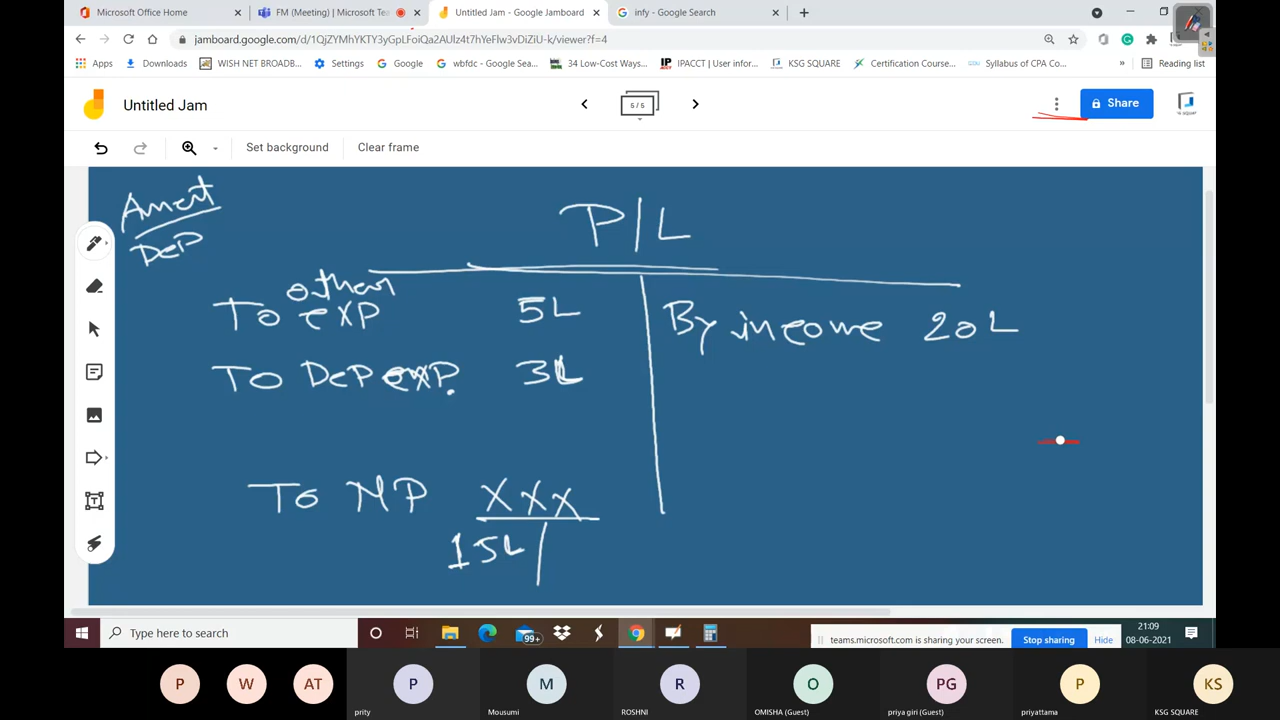 Microsoft Office Home
FM (Meeting) | Microsoft Tea
Untitled Jam - Google Jamboard
infy - Google Search
jamboard.google.com/d/1QjZYMhYKTY3yGpLFoiQa2AUlz4t7hYeFlw3vDiZiU-k/viewer?f=4
Apps
Downloads
WISH NET BROADB...
Settings
Google
wbfdc - Google Sea...
34 Low-Cost Ways...
IPACCT | User infor...
KSG SQUARE
Certification Course...
Syllabus of CPA Co...
»
Reading list
Untitled Jam
5 / 5
Share
Set background
Clear frame
Amort
Dep
P/L
other
To exp 5L
By income 20L
To Dep exp. 3L
To NP XXX
15L
Type here to search
99+
teams.microsoft.com is sharing your screen.
Stop sharing
Hide
21:09
08-06-2021
P
W
AT
P
M
R
O
PG
P
KS
prity
Mousumi
ROSHNI
OMISHA (Guest)
priya giri (Guest)
priyattama
KSG SQUARE